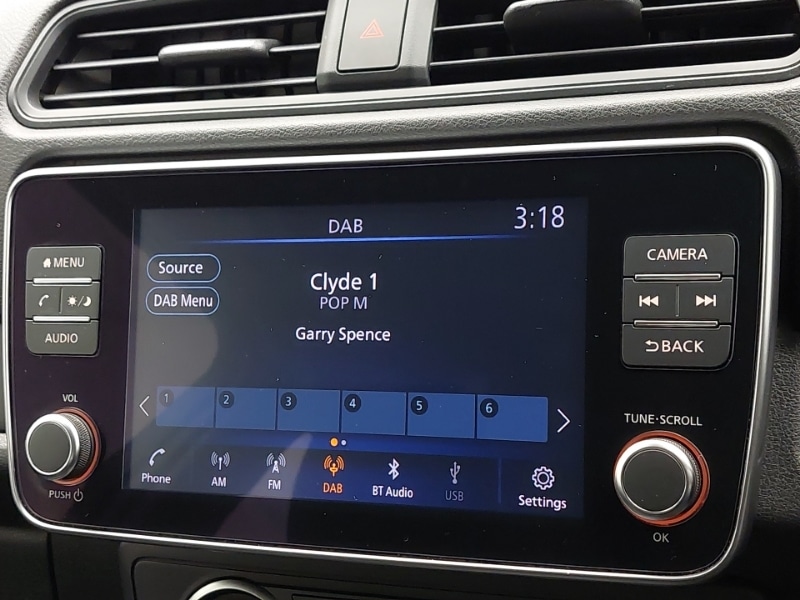 DAB
3:18
MENU
AUDIO
VOL
PUSH
Source
DAB Menu
Clyde 1
POP M
Garry Spence
1 2 3 4 5 6
Phone AM FM DAB BT Audio USB Settings
CAMERA
BACK
TUNE·SCROLL
OK